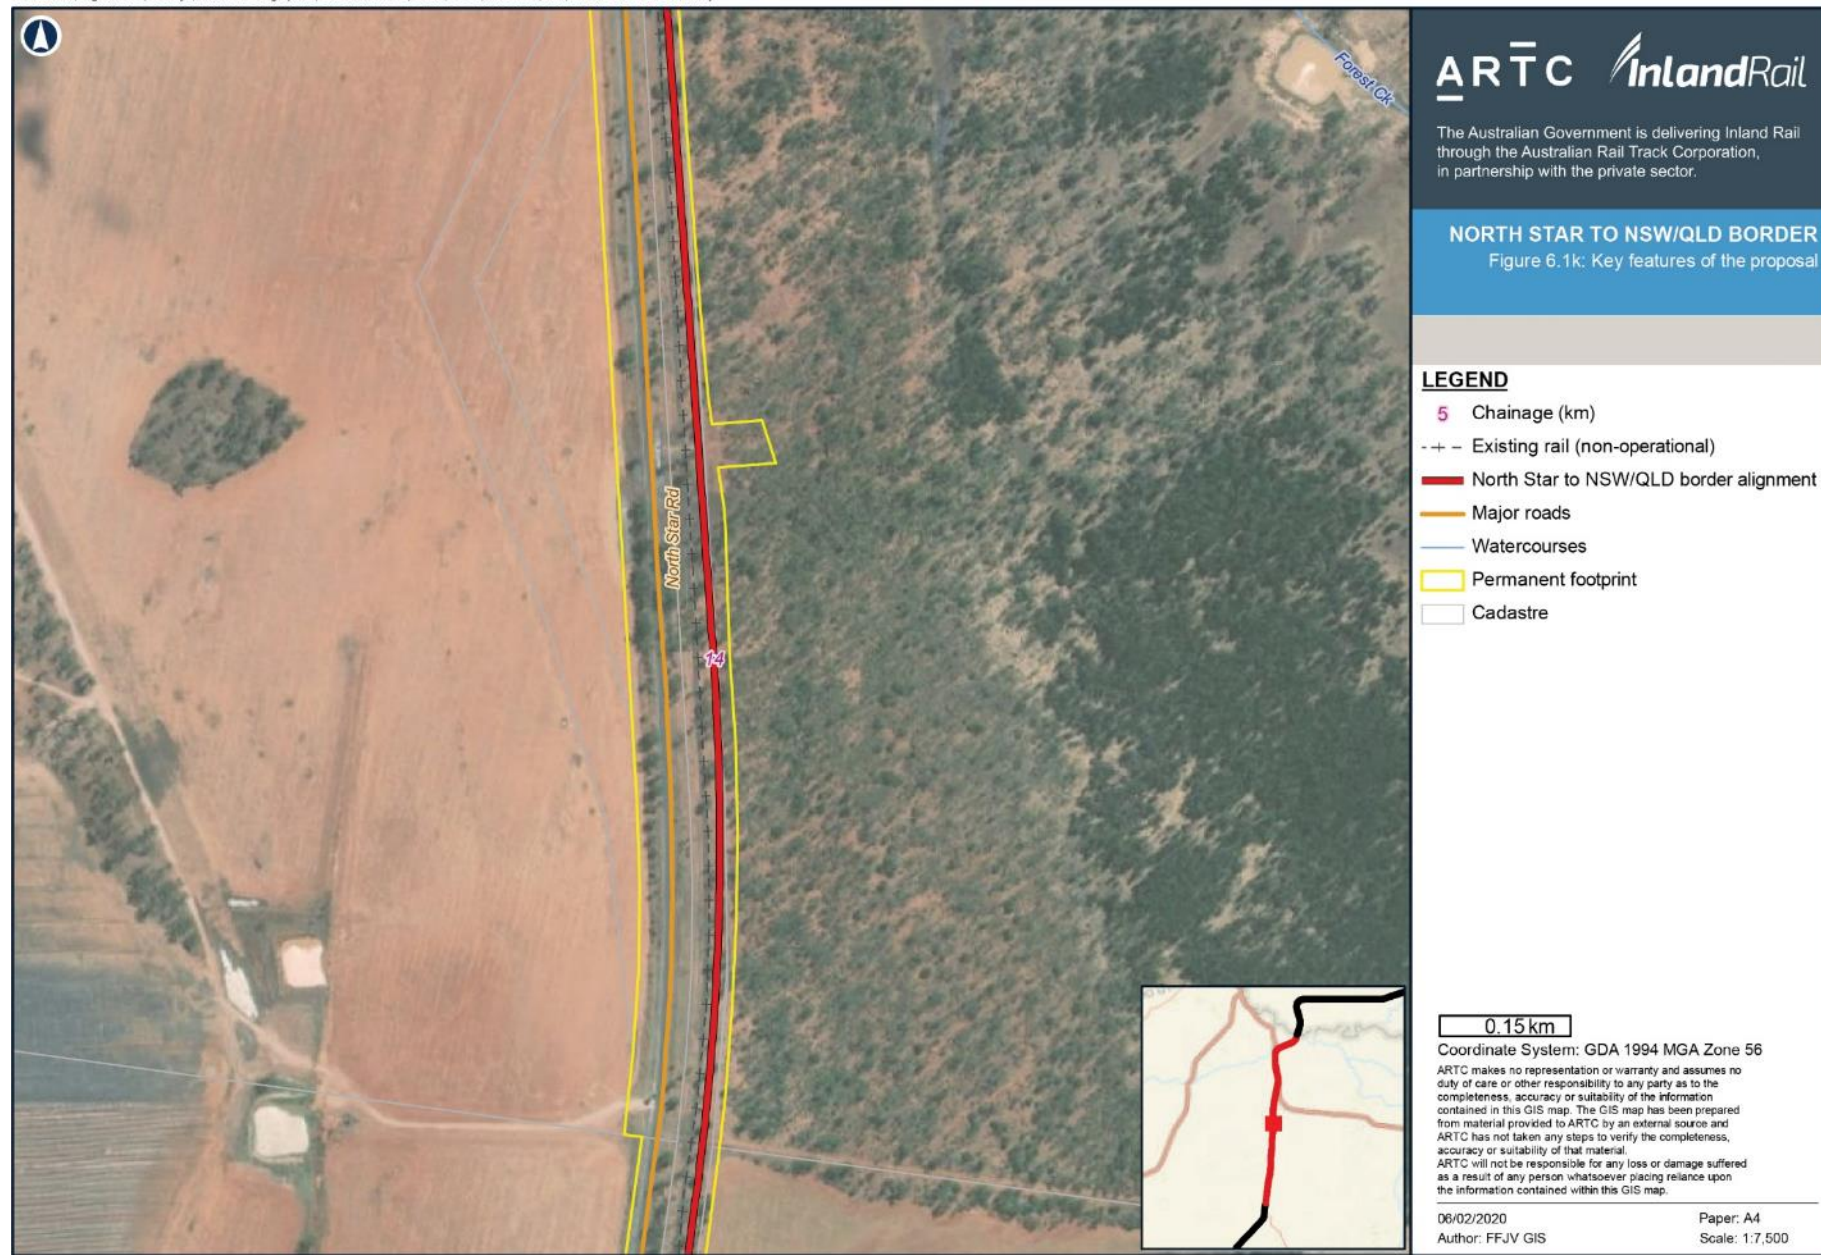 Forest Ck
North Star Rd
14
ARTC InlandRail
The Australian Government is delivering Inland Rail
through the Australian Rail Track Corporation,
in partnership with the private sector.
NORTH STAR TO NSW/QLD BORDER
Figure 6.1k: Key features of the proposal
LEGEND
5 Chainage (km)
Existing rail (non-operational)
North Star to NSW/QLD border alignment
Major roads
Watercourses
Permanent footprint
Cadastre
0.15 km
Coordinate System: GDA 1994 MGA Zone 56
ARTC makes no representation or warranty and assumes no
duty of care or other responsibility to any party as to the
completeness, accuracy or suitability of the information
contained in this GIS map. The GIS map has been prepared
from material provided to ARTC by an external source and
ARTC has not taken any steps to verify the completeness,
accuracy or suitability of that material.
ARTC will not be responsible for any loss or damage suffered
as a result of any person whatsoever placing reliance upon
the information contained within this GIS map.
06/02/2020 Paper: A4
Author: FFJV GIS Scale: 1:7,500